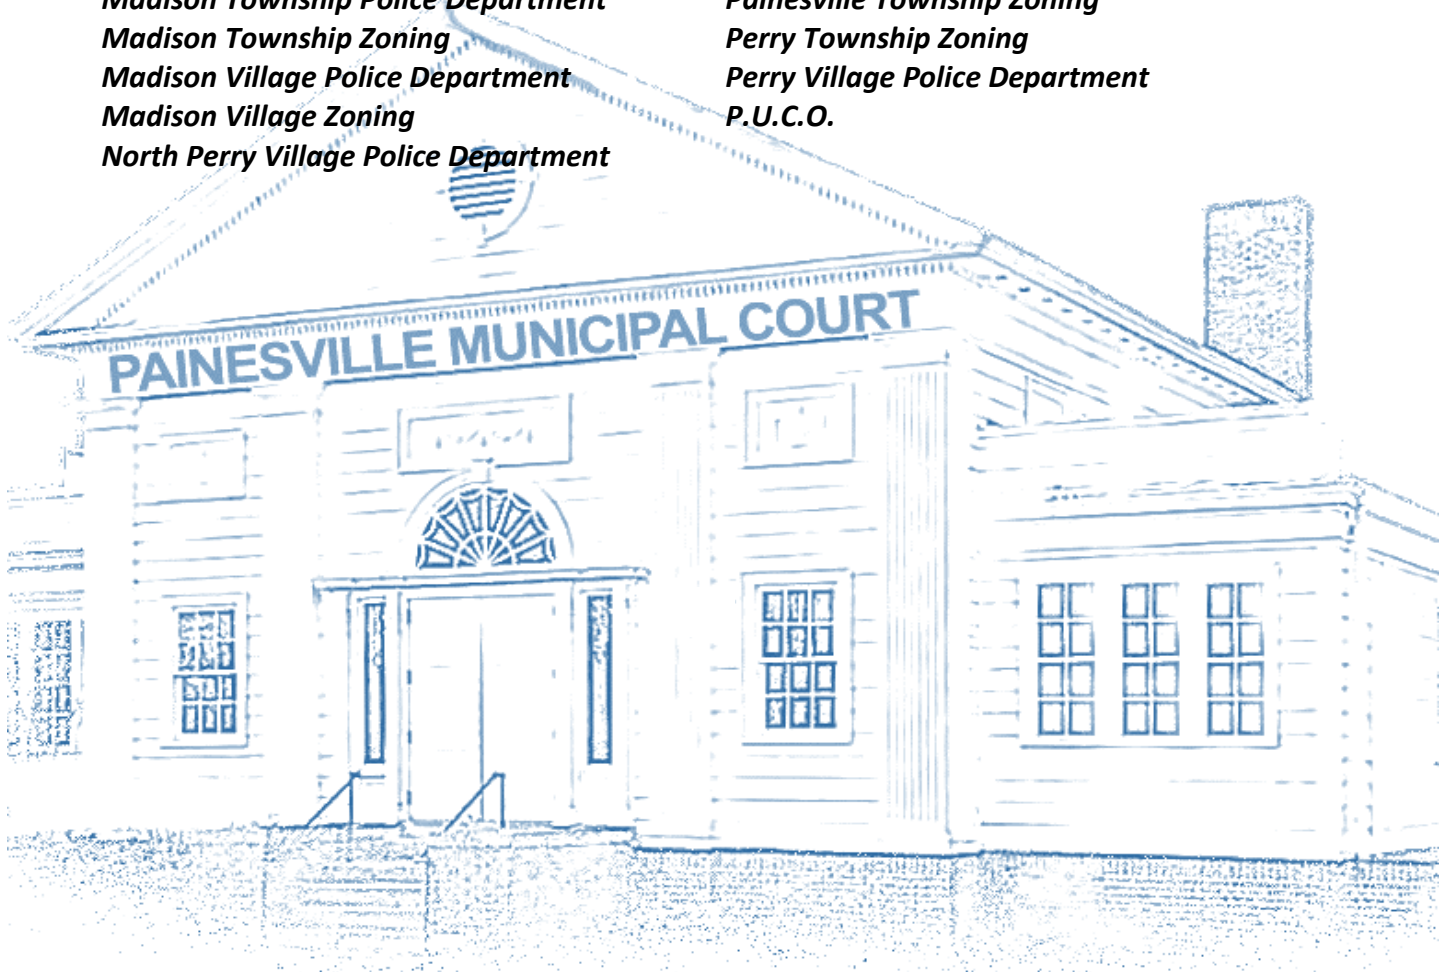 Madison Township Police Department
Madison Township Zoning
Madison Village Police Department
Madison Village Zoning
North Perry Village Police Department
Painesville Township Zoning
Perry Township Zoning
Perry Village Police Department
P.U.C.O.
PAINESVILLE MUNICIPAL COURT